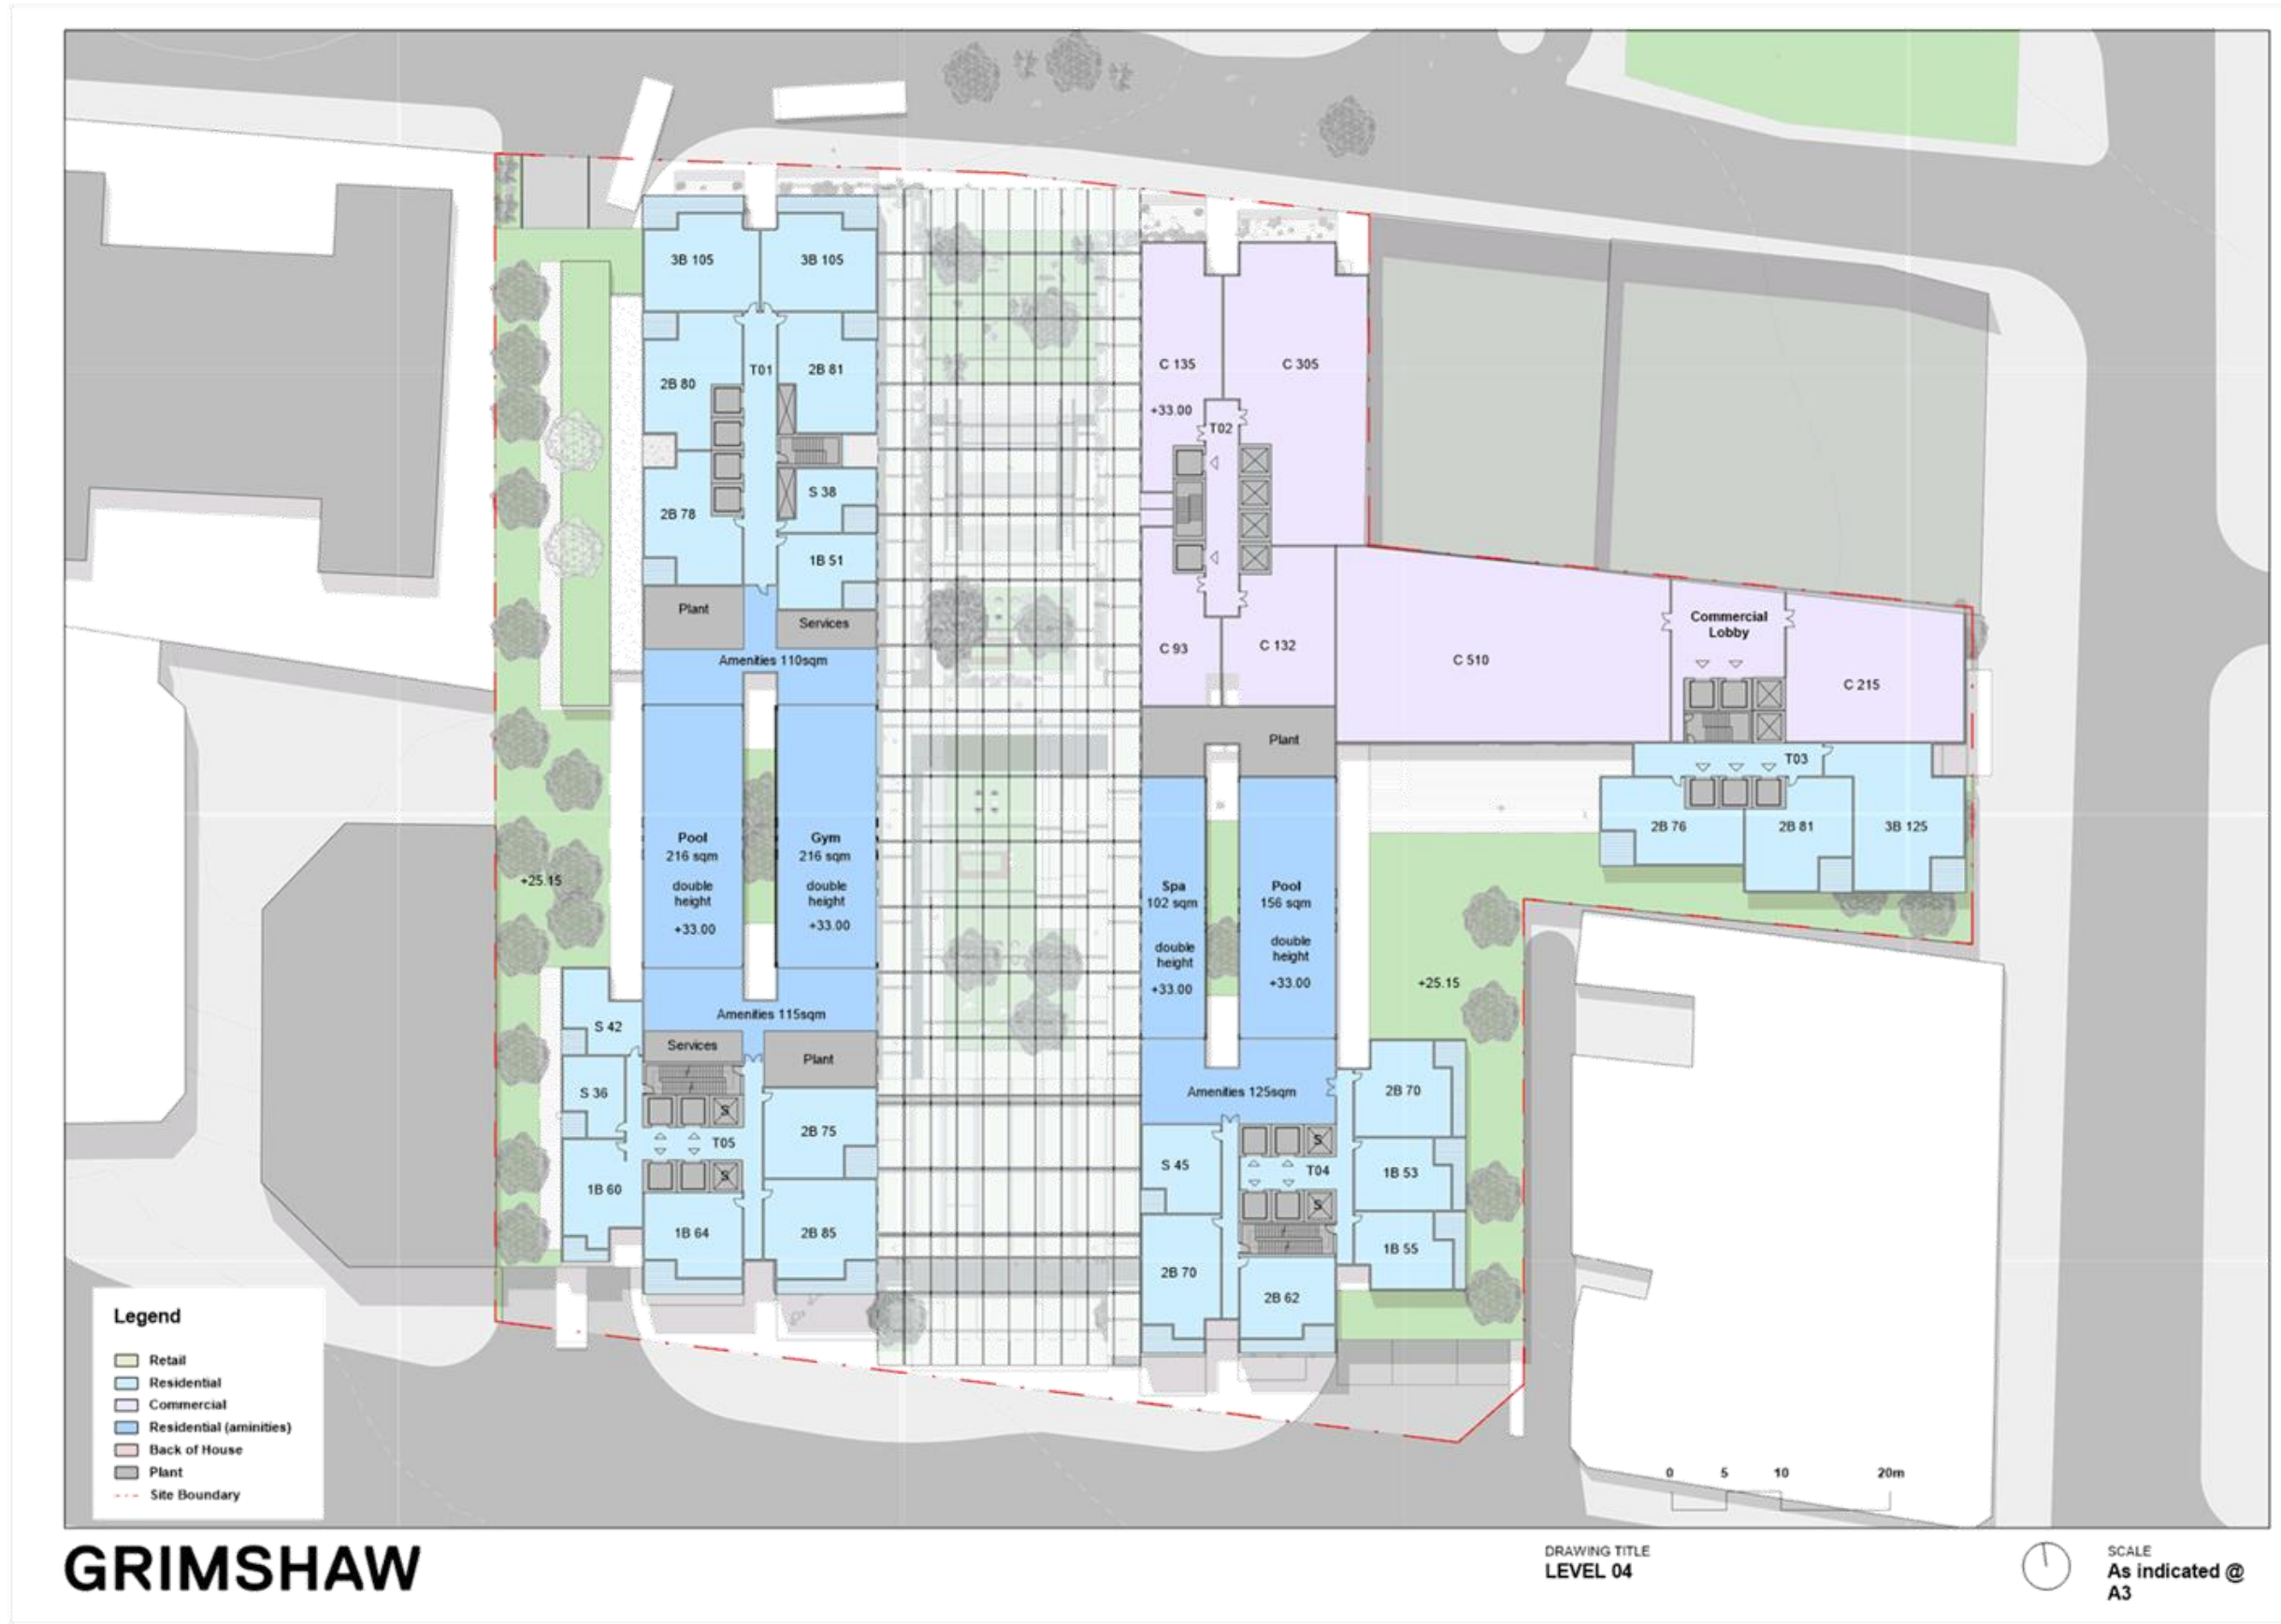 3B 105
3B 105
2B 80
T01
2B 81
C 135
C 305
+33.00
T02
2B 78
S 38
1B 51
Plant
Services
Amenities 110sqm
C 93
C 132
C 510
Commercial
Lobby
C 215
Plant
T03
2B 76
2B 81
3B 125
Pool
216 sqm
double
height
+33.00
Gym
216 sqm
double
height
+33.00
Spa
102 sqm
double
height
+33.00
Pool
156 sqm
double
height
+33.00
+25.15
+25.15
S 42
Amenities 115sqm
Services
Plant
S 36
S
T05
S
2B 75
1B 60
1B 64
2B 85
Amenities 125sqm
2B 70
S 45
S
T04
S
1B 53
1B 55
2B 70
2B 62
Legend
Retail
Residential
Commercial
Residential (aminities)
Back of House
Plant
Site Boundary
0 5 10 20m
GRIMSHAW
DRAWING TITLE
LEVEL 04
SCALE
As indicated @
A3